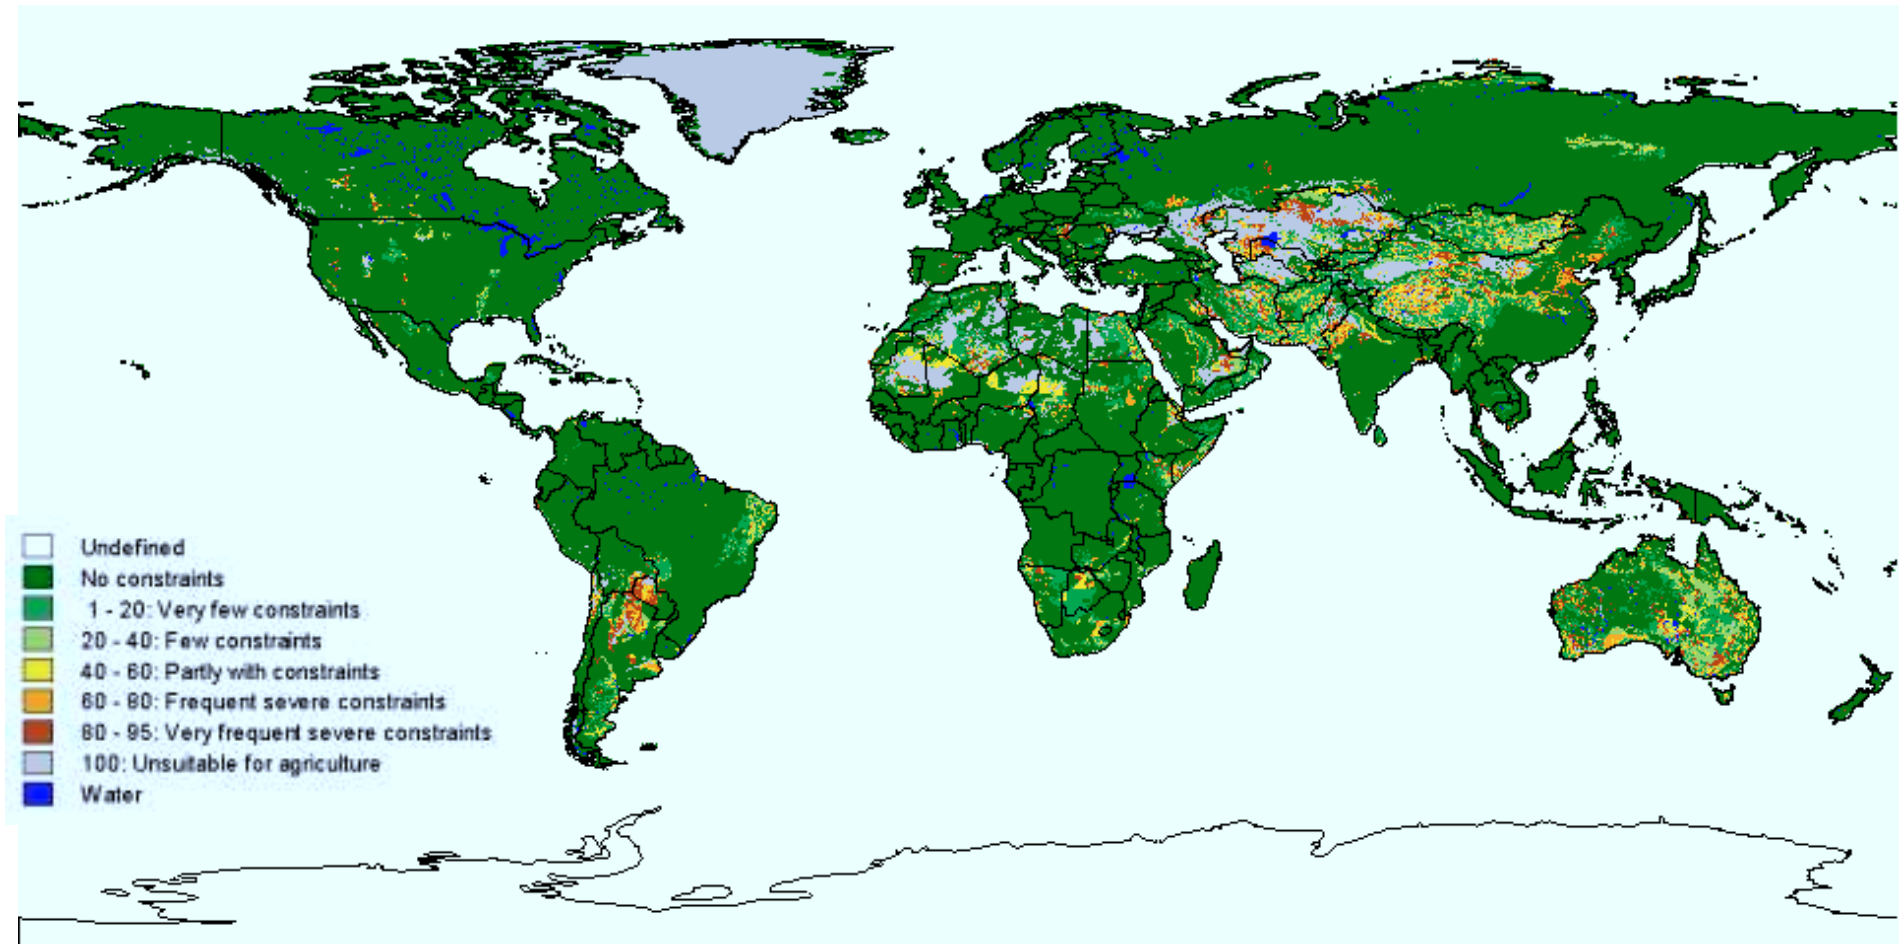 Undefined
No constraints
1 - 20: Very few constraints
20 - 40: Few constraints
40 - 60: Partly with constraints
60 - 80: Frequent severe constraints
80 - 95: Very frequent severe constraints
100: Unsuitable for agriculture
Water